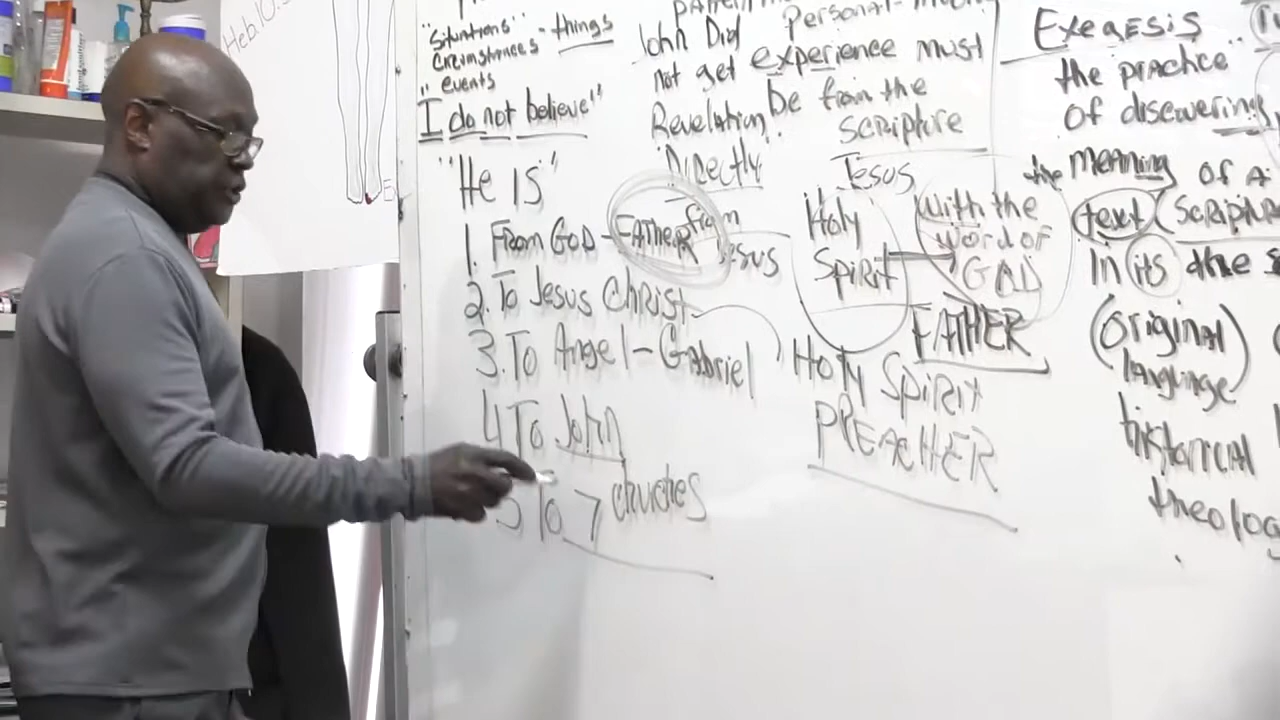 Heb.10:
"Situations"
Circumstances - things
" events
I do not believe"
"He is"
1. From GOD - FATHER
2. To Jesus Christ
3. To Angel - Gabriel
4 To John
5 To 7 churches
John Did
not get
Revelation
Directly
from
Jesus
Personal-
experience must
be from the
Scripture
Jesus
Holy
Spirit
with the
word of
GOD
FATHER
Holy Spirit
PREACHER
Exegesis
the practice
of discovering
the meaning of a
text (Scripture
In its the
(original
language)
historical